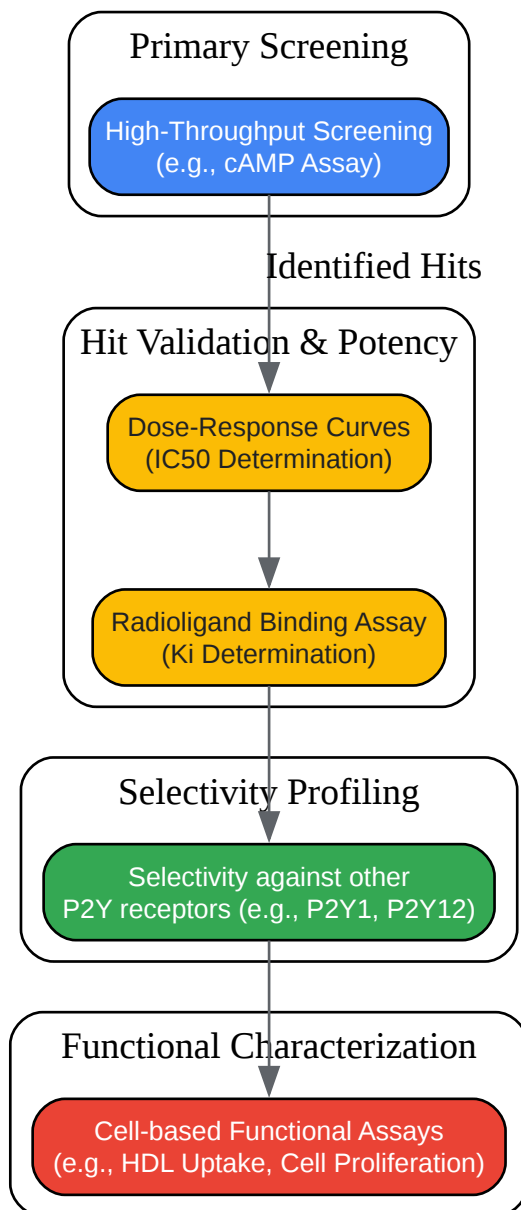 Primary Screening
High-Throughput Screening
(e.g., cAMP Assay)
Identified Hits
Hit Validation & Potency
Dose-Response Curves
(IC50 Determination)
Radioligand Binding Assay
(Ki Determination)
Selectivity Profiling
Selectivity against other
P2Y receptors (e.g., P2Y1, P2Y12)
Functional Characterization
Cell-based Functional Assays
(e.g., HDL Uptake, Cell Proliferation)